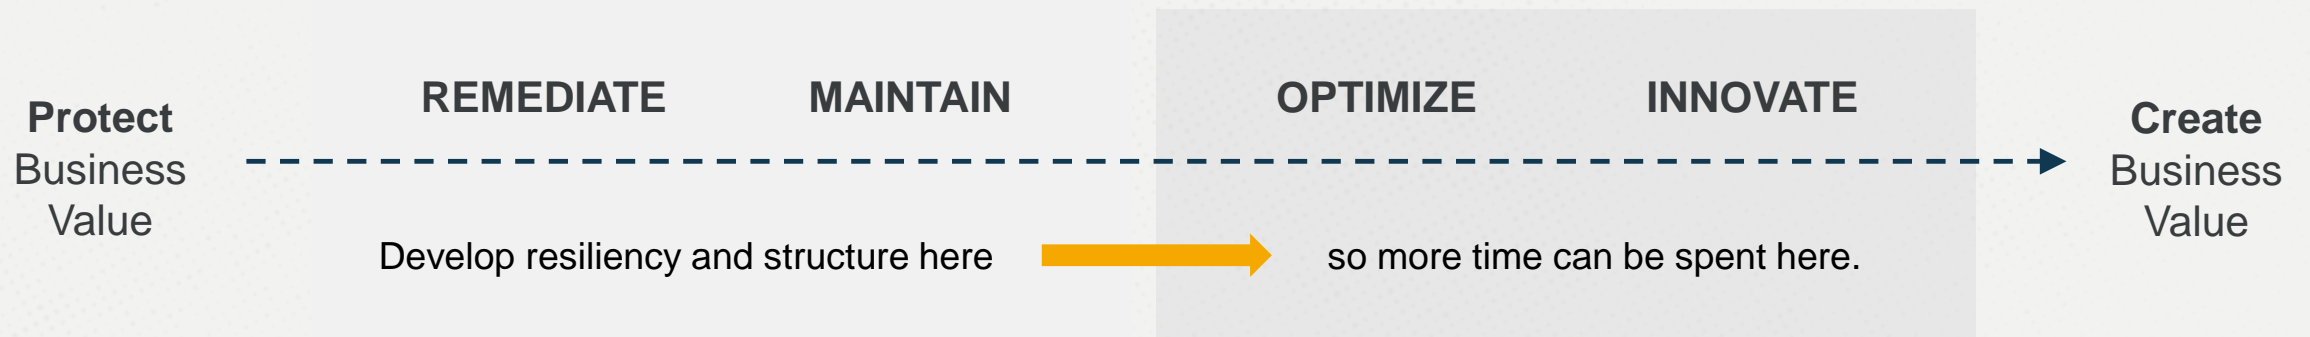 Protect
Business
Value
REMEDIATE
MAINTAIN
OPTIMIZE
INNOVATE
Develop resiliency and structure here
so more time can be spent here.
Create
Business
Value